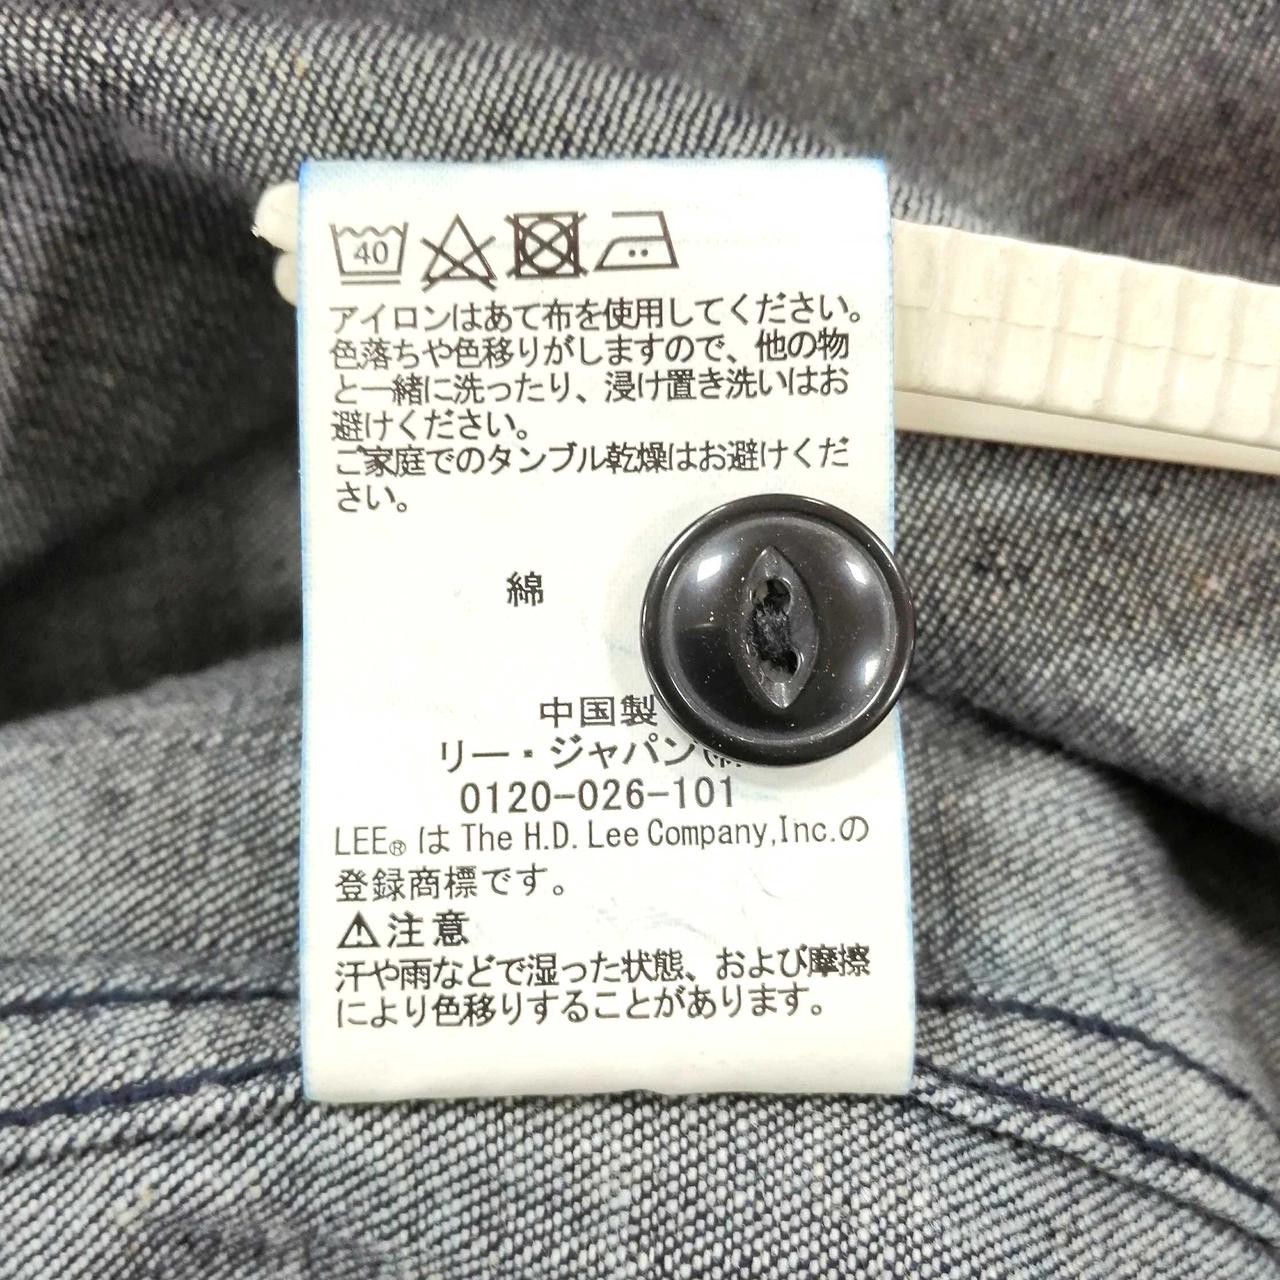 40
アイロンはあて布を使用してください。
色落ちや色移りがしますので、他の物
と一緒に洗ったり、浸け置き洗いはお
避けください。
ご家庭でのタンブル乾燥はお避けくだ
さい。
綿
中国製
リー・ジャパン
0120-026-101
LEE® は The H.D. Lee Company,Inc.の
登録商標です。
⚠注意
汗や雨などで湿った状態、および摩擦
により色移りすることがあります。